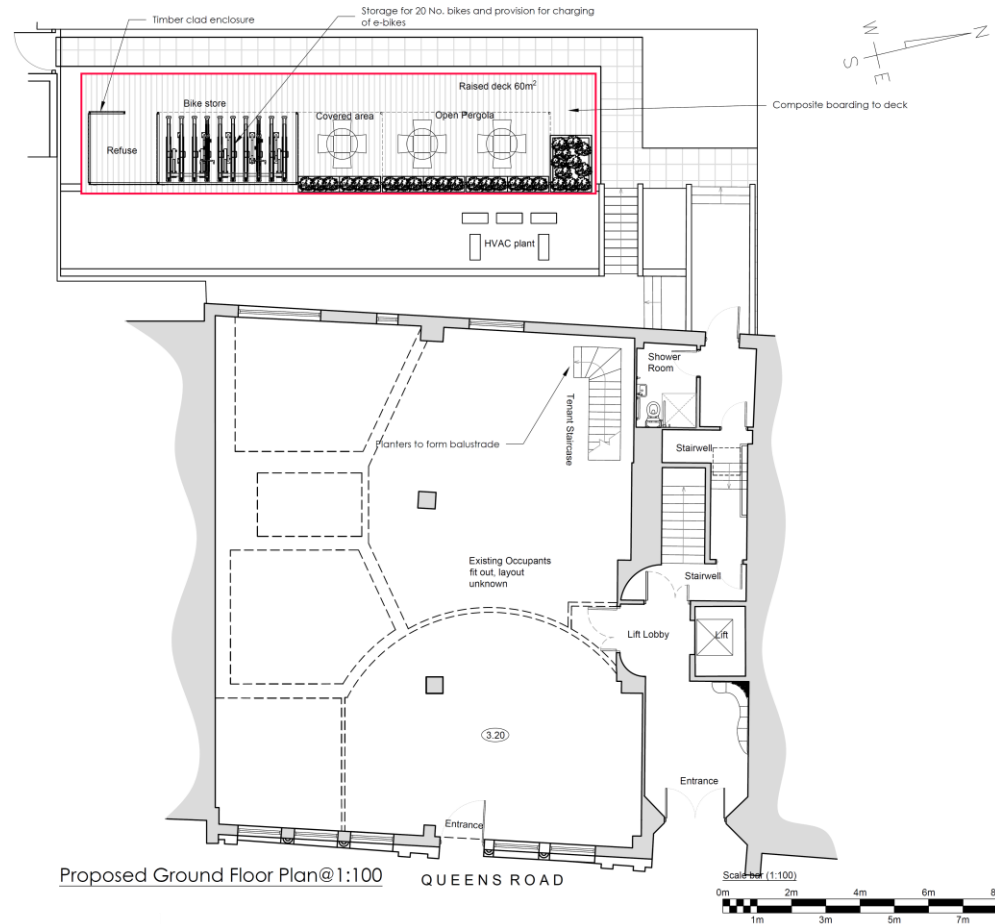 Storage for 20 No. bikes and provision for charging
of e-bikes
Timber clad enclosure
N
W
S
E
Raised deck 60m²
Composite boarding to deck
Bike store
Covered area
Open Pergola
Refuse
HVAC plant
Shower
Room
Tenant Staircase
Planters to form balustrade
Stairwell
Existing Occupants
fit out, layout
unknown
Stairwell
Lift Lobby
Lift
3.20
Entrance
Entrance
Proposed Ground Floor Plan@1:100
QUEENS ROAD
Scale bar (1:100)
0m 2m 4m 6m 8
1m 3m 5m 7m